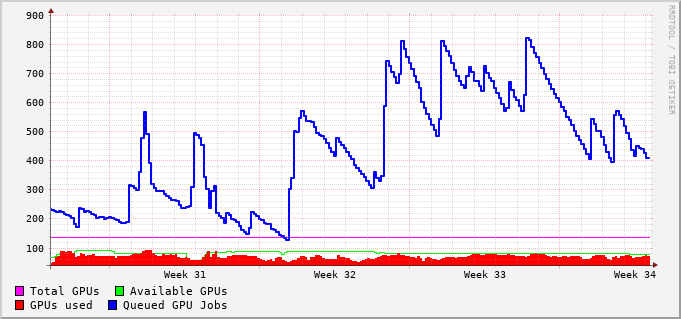 900
800
700
600
500
400
300
200
100
Week 31 Week 32 Week 33 Week 34
Total GPUs Available GPUs
GPUs used Queued GPU Jobs
RRDTOOL / TOBI OETIKER